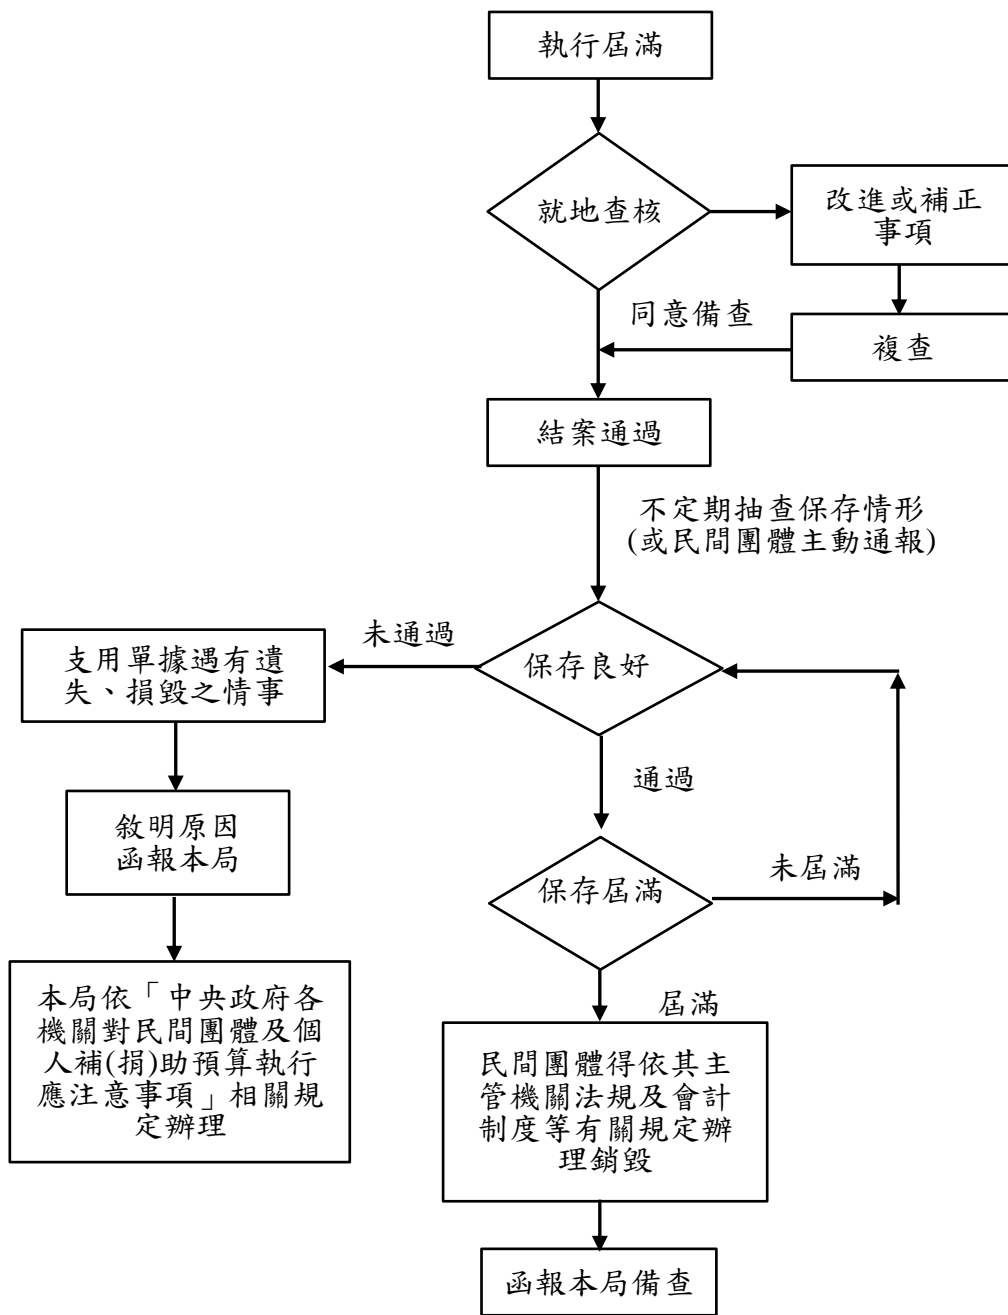 執行屆滿
就地查核
改進或補正
事項
同意備查
複查
結案通過
不定期抽查保存情形
(或民間團體主動通報)
保存良好
未通過
支用單據遇有遺
失、損毀之情事
敘明原因
函報本局
本局依「中央政府各
機關對民間團體及個
人補(捐)助預算執行
應注意事項」相關規
定辦理
通過
保存屆滿
未屆滿
屆滿
民間團體得依其主
管機關法規及會計
制度等有關規定辦
理銷毀
函報本局備查